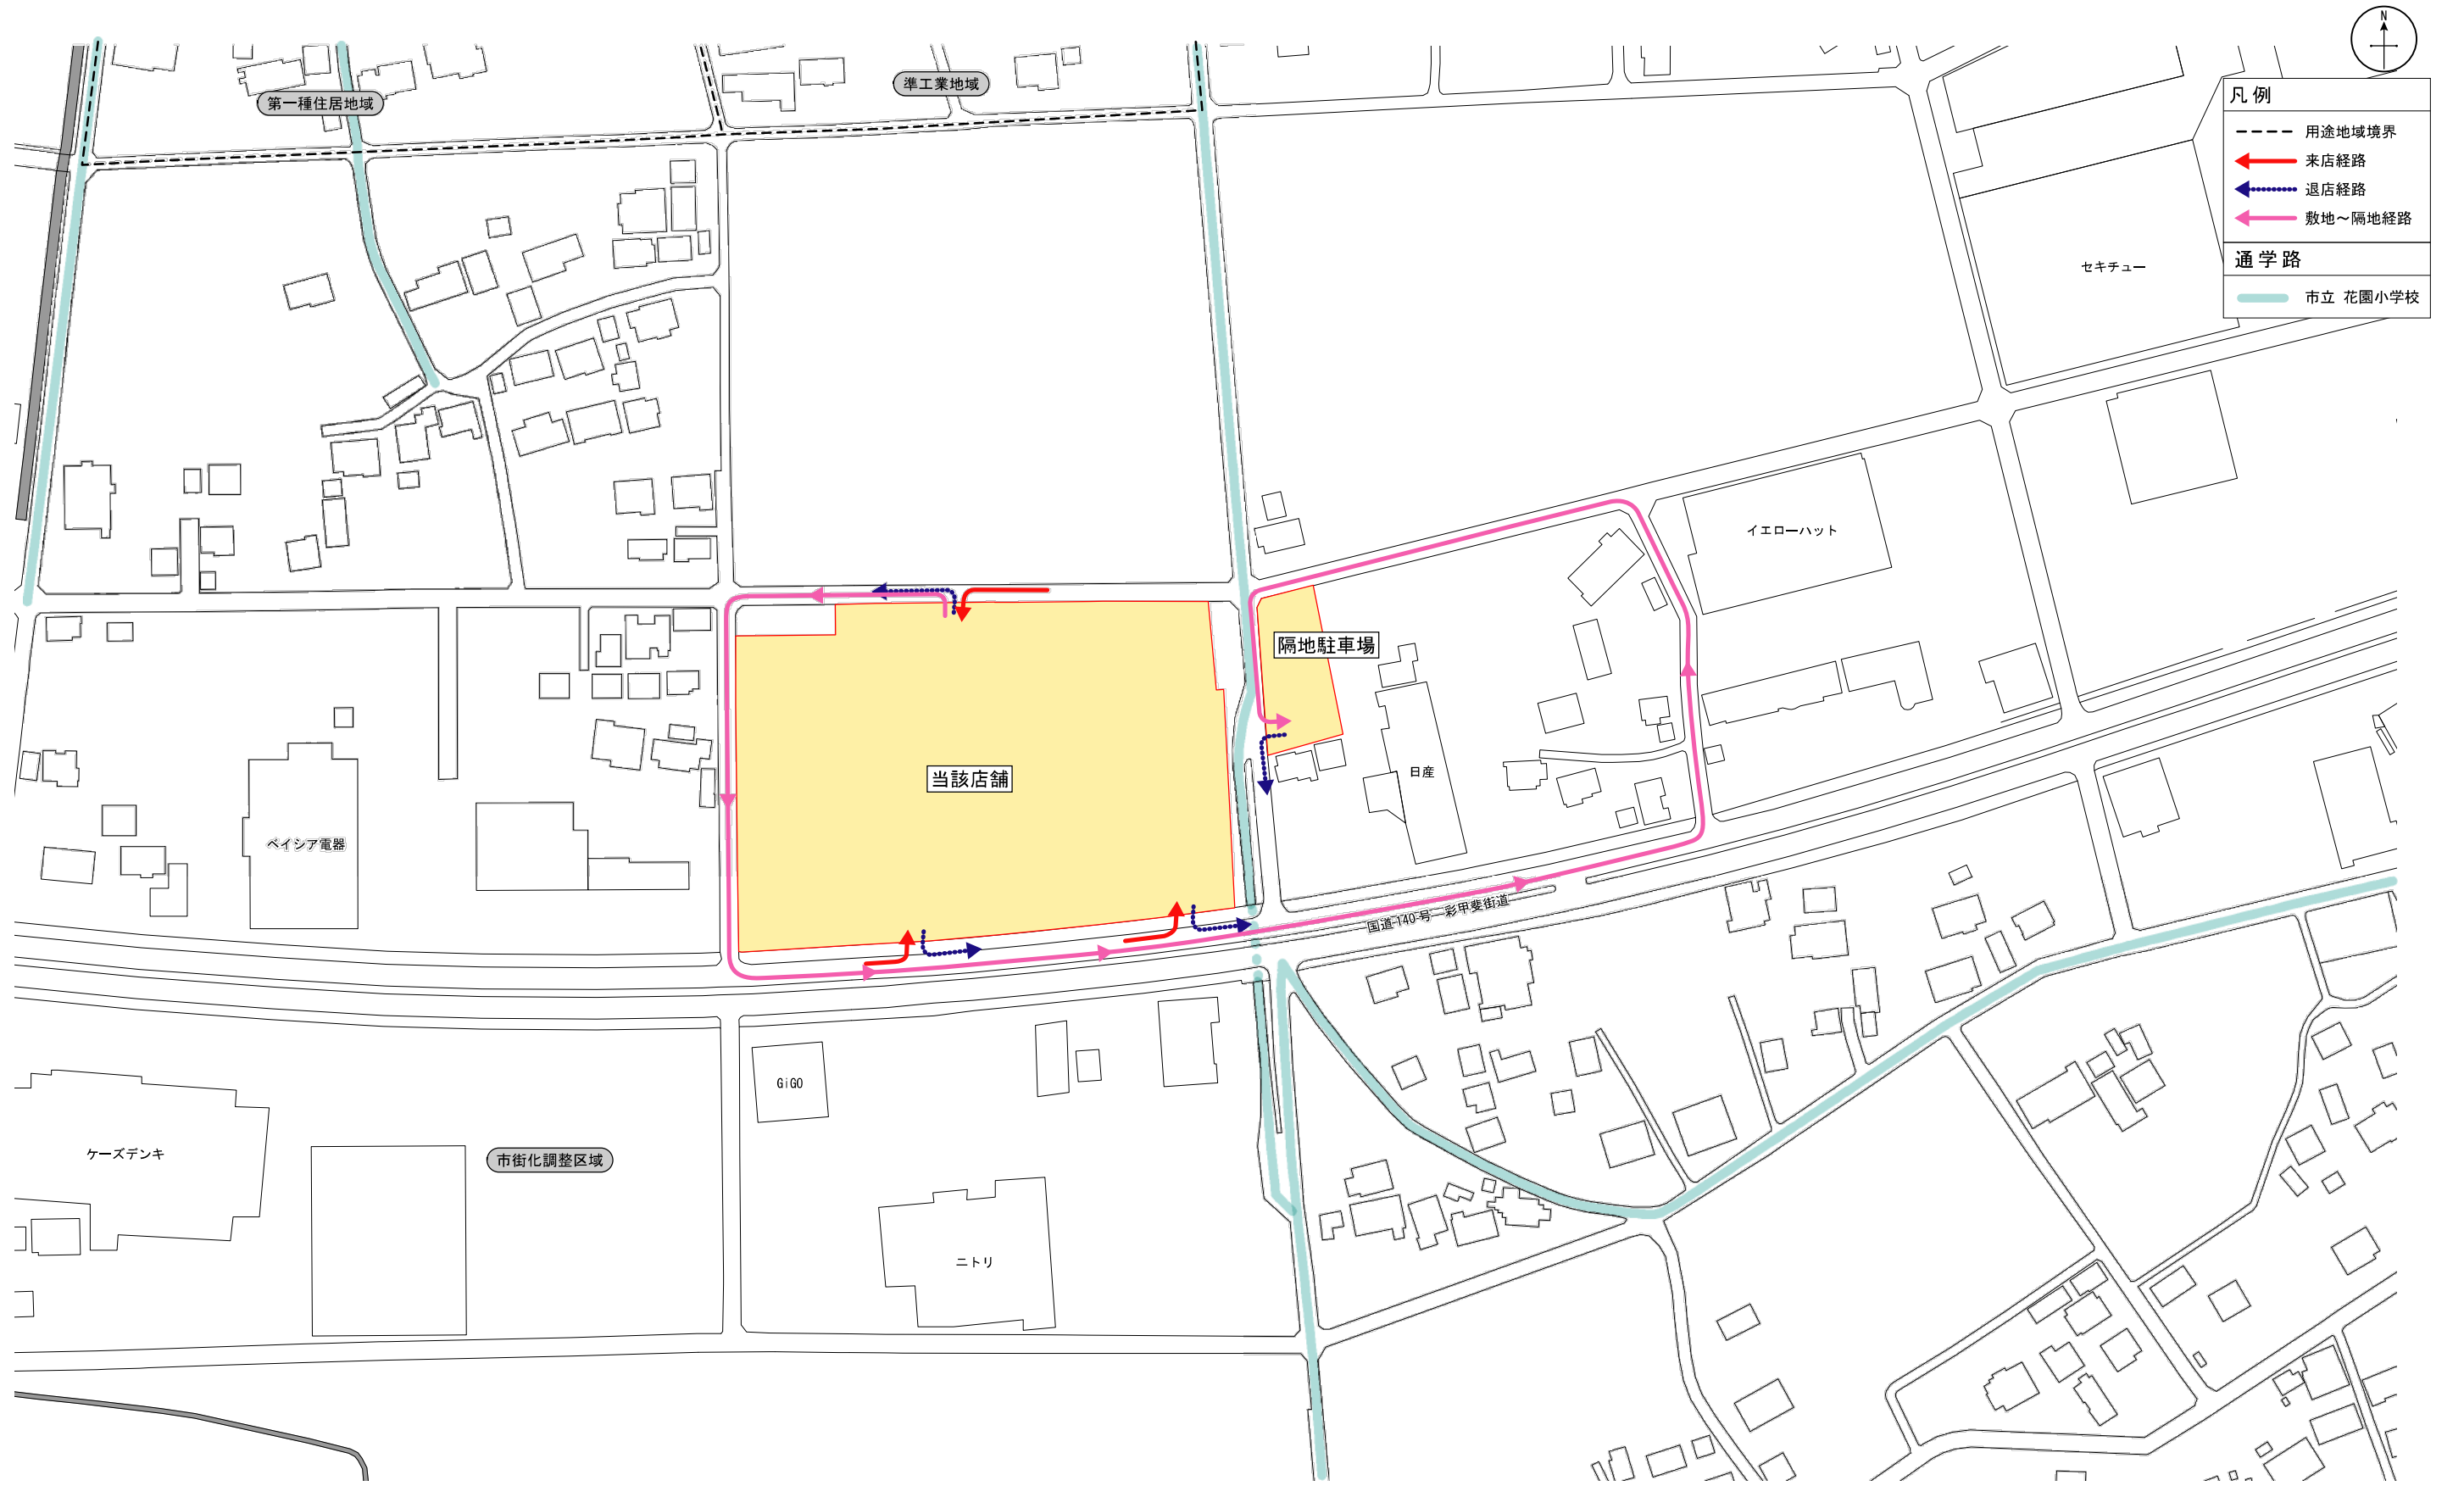 N
凡例
用途地域境界
来店経路
退店経路
敷地～隔地経路
通学路
市立 花園小学校
第一種住居地域
準工業地域
セキチュー
イエローハット
隔地駐車場
当該店舗
日産
ベイシア電器
国道140号 彩甲斐街道
GiGO
ケーズデンキ
市街化調整区域
ニトリ